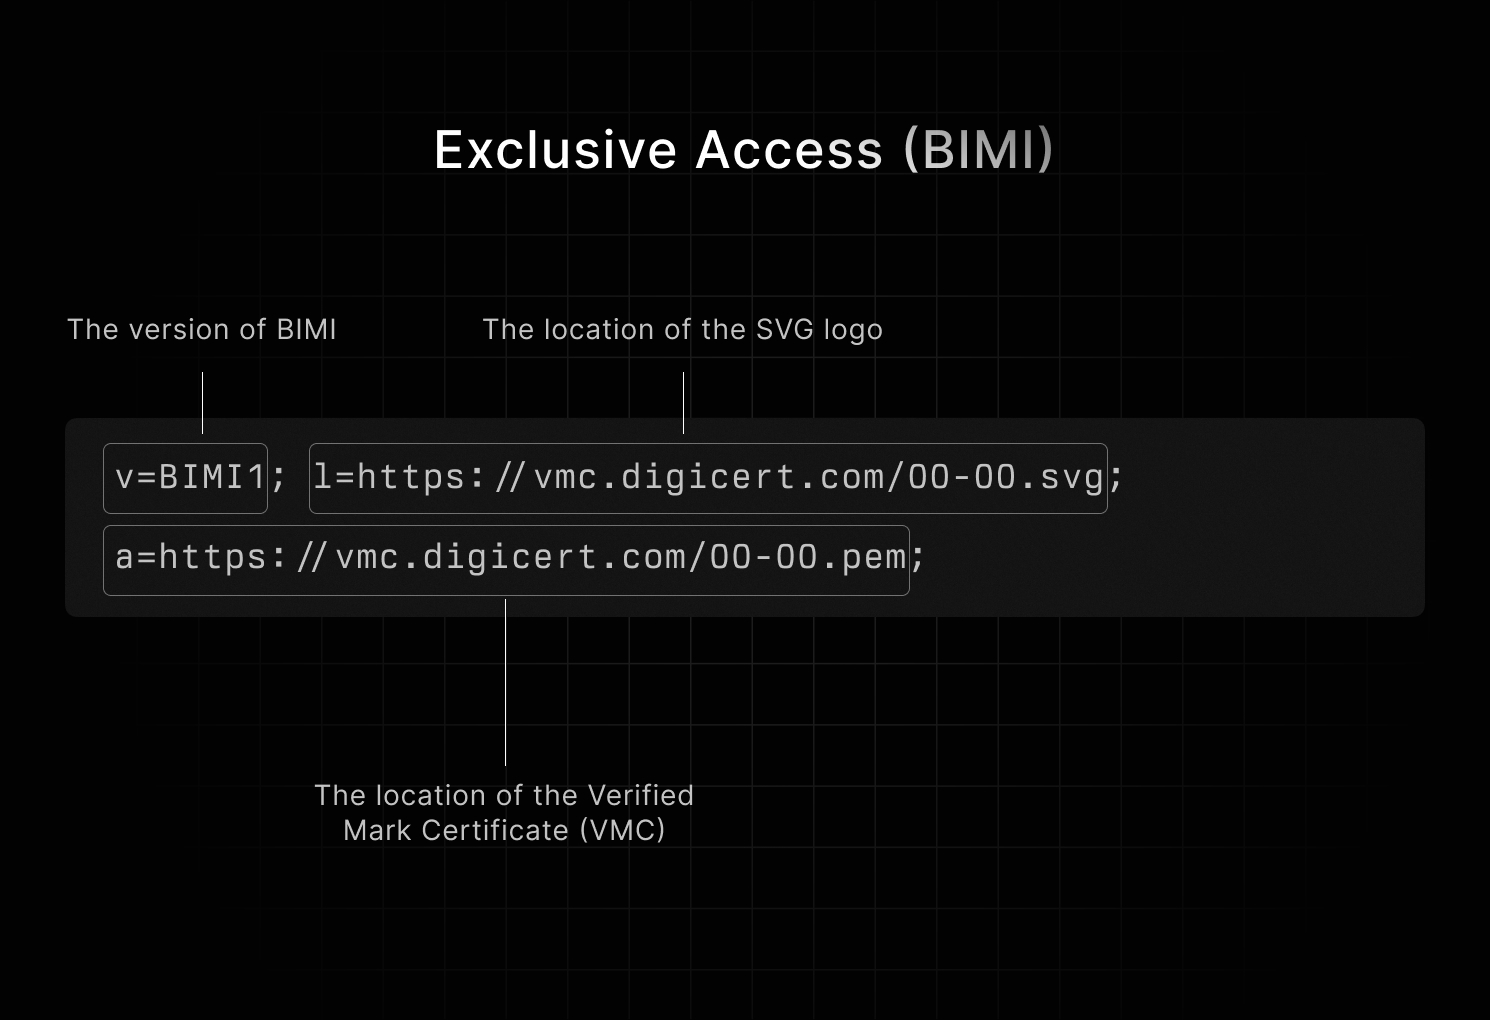 Exclusive Access (BIMI)
The version of BIMI
The location of the SVG logo
v=BIMI1; l=https://vmc.digicert.com/00-00.svg;
a=https://vmc.digicert.com/00-00.pem;
The location of the Verified
Mark Certificate (VMC)